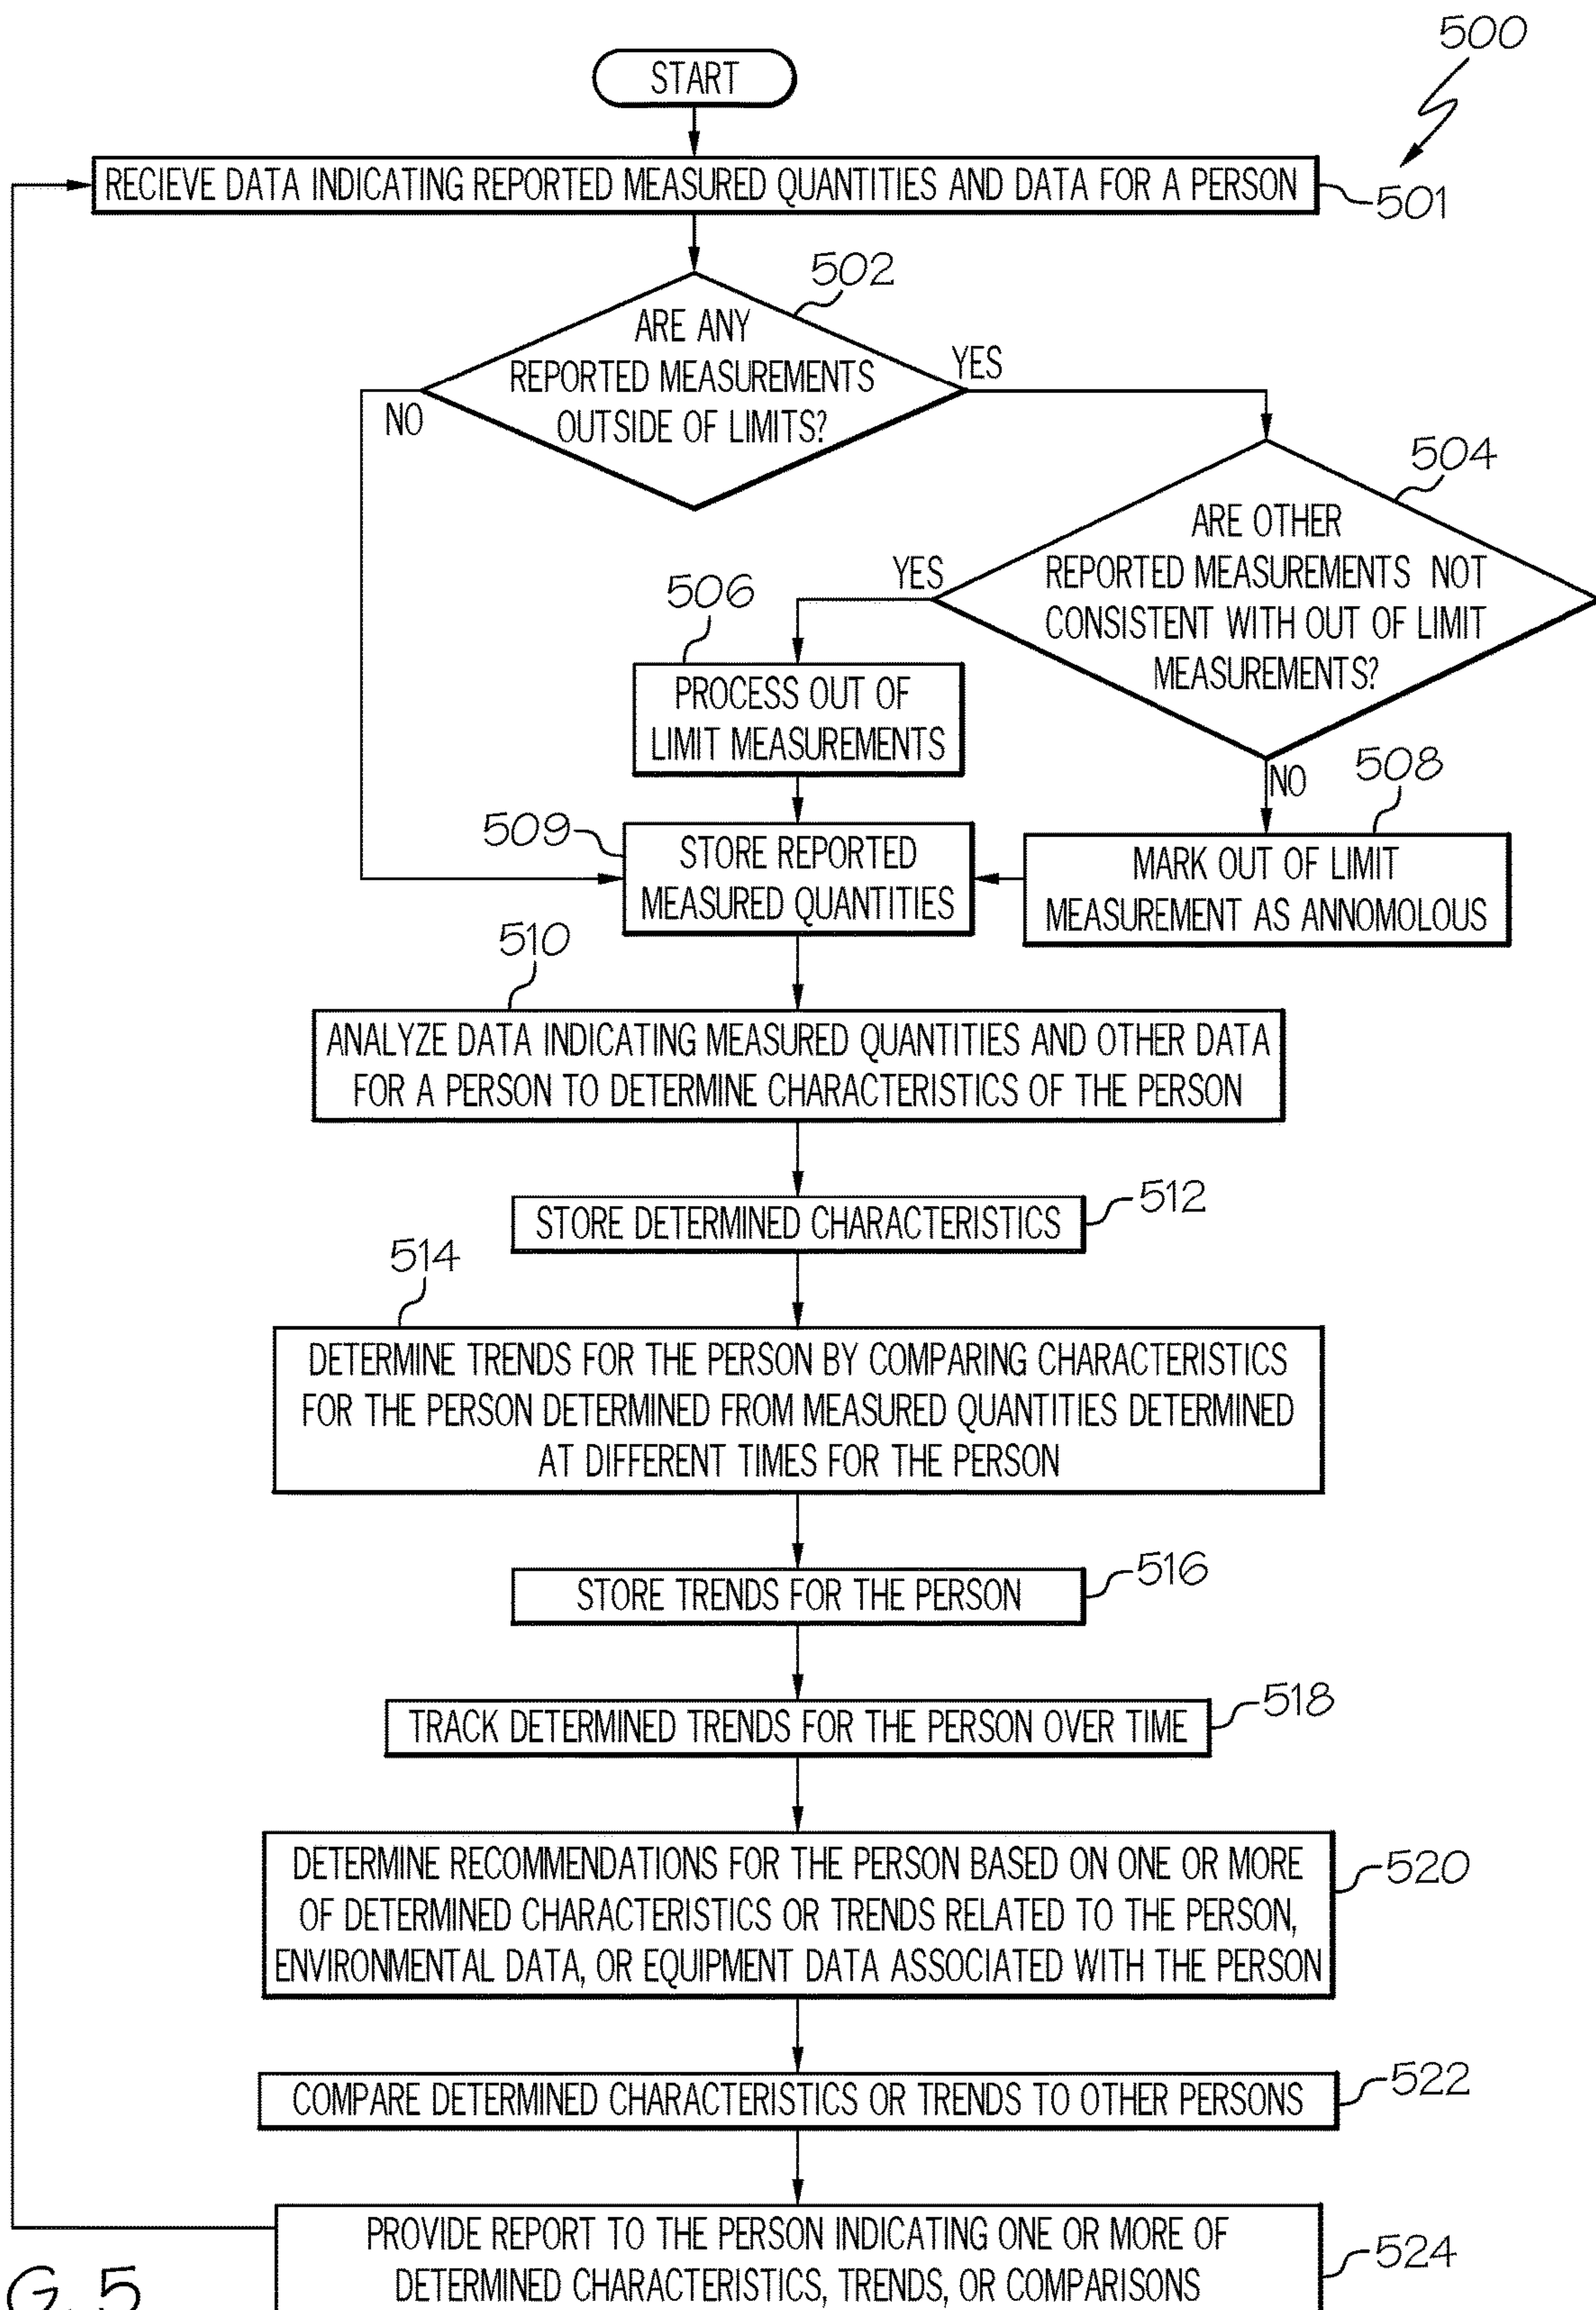 500
START
RECIEVE DATA INDICATING REPORTED MEASURED QUANTITIES AND DATA FOR A PERSON
501
502
ARE ANY
REPORTED MEASUREMENTS
OUTSIDE OF LIMITS?
YES
NO
504
ARE OTHER
REPORTED MEASUREMENTS NOT
CONSISTENT WITH OUT OF LIMIT
MEASUREMENTS?
YES
506
PROCESS OUT OF
LIMIT MEASUREMENTS
NO
508
509
STORE REPORTED
MEASURED QUANTITIES
MARK OUT OF LIMIT
MEASUREMENT AS ANNOMOLOUS
510
ANALYZE DATA INDICATING MEASURED QUANTITIES AND OTHER DATA
FOR A PERSON TO DETERMINE CHARACTERISTICS OF THE PERSON
STORE DETERMINED CHARACTERISTICS
512
514
DETERMINE TRENDS FOR THE PERSON BY COMPARING CHARACTERISTICS
FOR THE PERSON DETERMINED FROM MEASURED QUANTITIES DETERMINED
AT DIFFERENT TIMES FOR THE PERSON
STORE TRENDS FOR THE PERSON
516
TRACK DETERMINED TRENDS FOR THE PERSON OVER TIME
518
DETERMINE RECOMMENDATIONS FOR THE PERSON BASED ON ONE OR MORE
OF DETERMINED CHARACTERISTICS OR TRENDS RELATED TO THE PERSON,
ENVIRONMENTAL DATA, OR EQUIPMENT DATA ASSOCIATED WITH THE PERSON
520
COMPARE DETERMINED CHARACTERISTICS OR TRENDS TO OTHER PERSONS
522
PROVIDE REPORT TO THE PERSON INDICATING ONE OR MORE OF
DETERMINED CHARACTERISTICS, TRENDS, OR COMPARISONS
524
G. 5